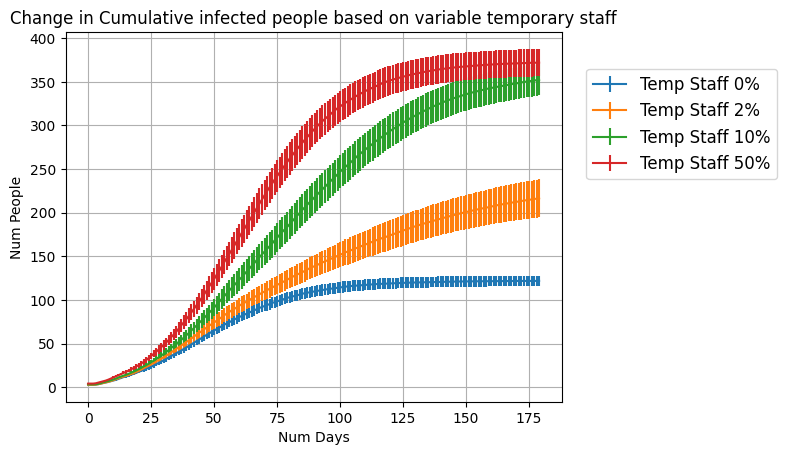 Change in Cumulative infected people based on variable temporary staff
400
350
300
250
200
150
100
50
0
Num People
0 25 50 75 100 125 150 175
Num Days
Temp Staff 0%
Temp Staff 2%
Temp Staff 10%
Temp Staff 50%